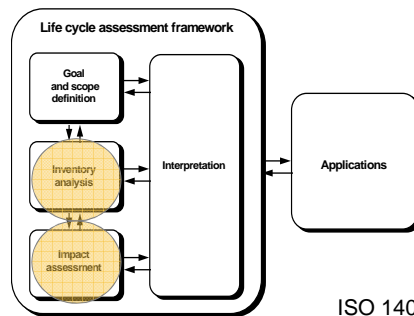 Life cycle assessment framework
Goal
and scope
definition
Inventory
analysis
Impact
assessment
Interpretation
Applications
ISO 140